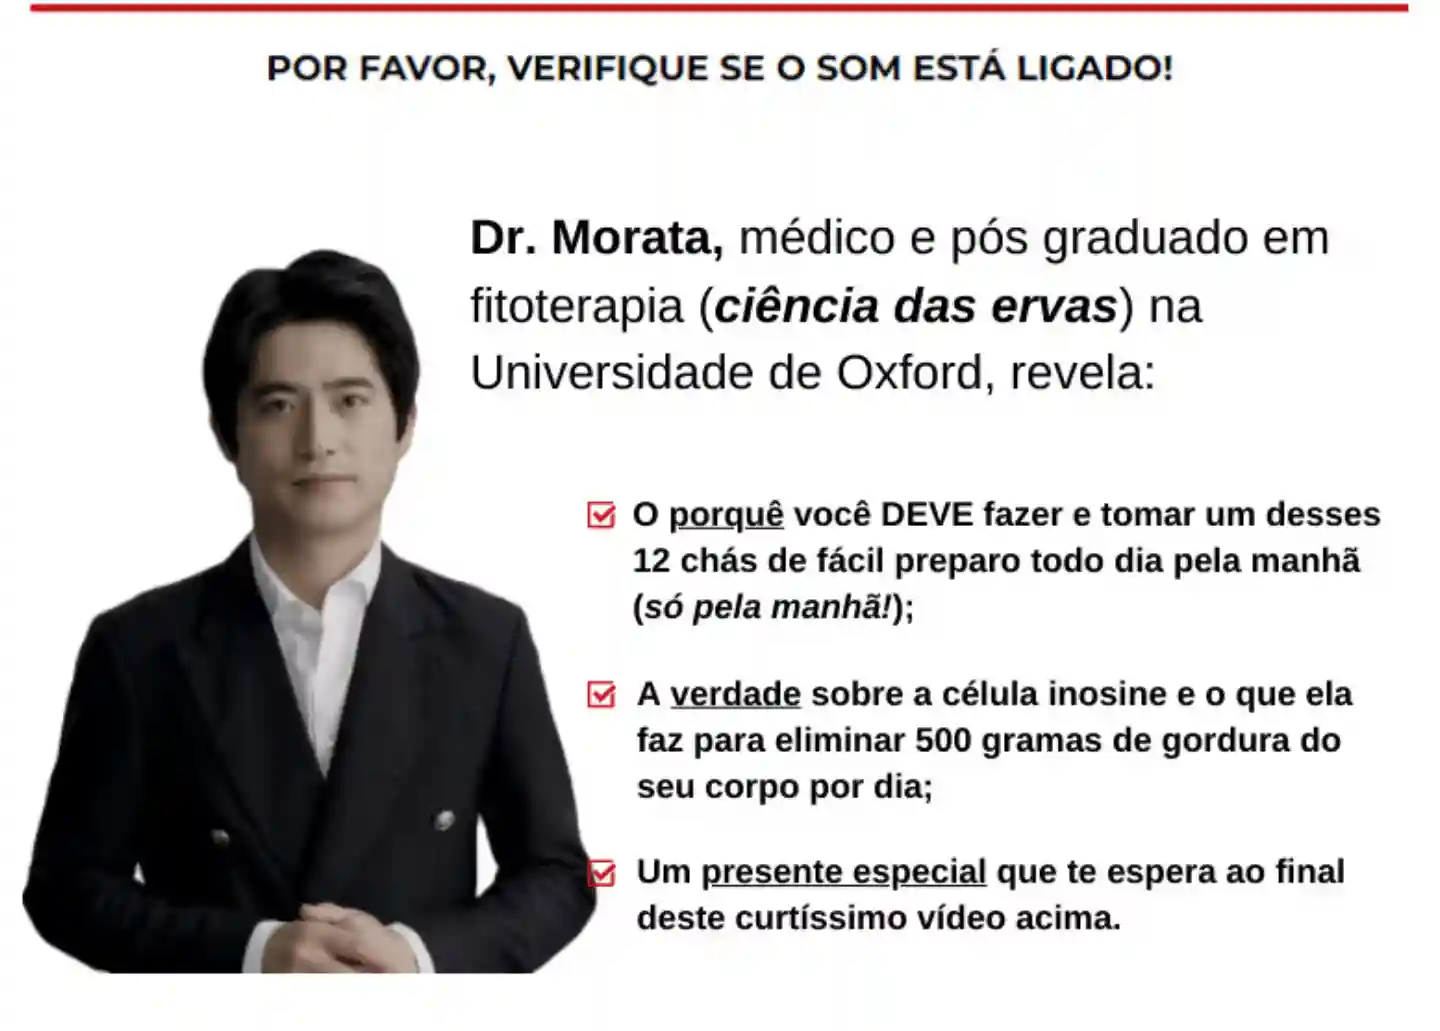 POR FAVOR, VERIFIQUE SE O SOM ESTÁ LIGADO!
Dr. Morata, médico e pós graduado em
fitoterapia (ciência das ervas) na
Universidade de Oxford, revela:
O porquê você DEVE fazer e tomar um desses
12 chás de fácil preparo todo dia pela manhã
(só pela manhã!);
A verdade sobre a célula inosine e o que ela
faz para eliminar 500 gramas de gordura do
seu corpo por dia;
Um presente especial que te espera ao final
deste curtíssimo vídeo acima.